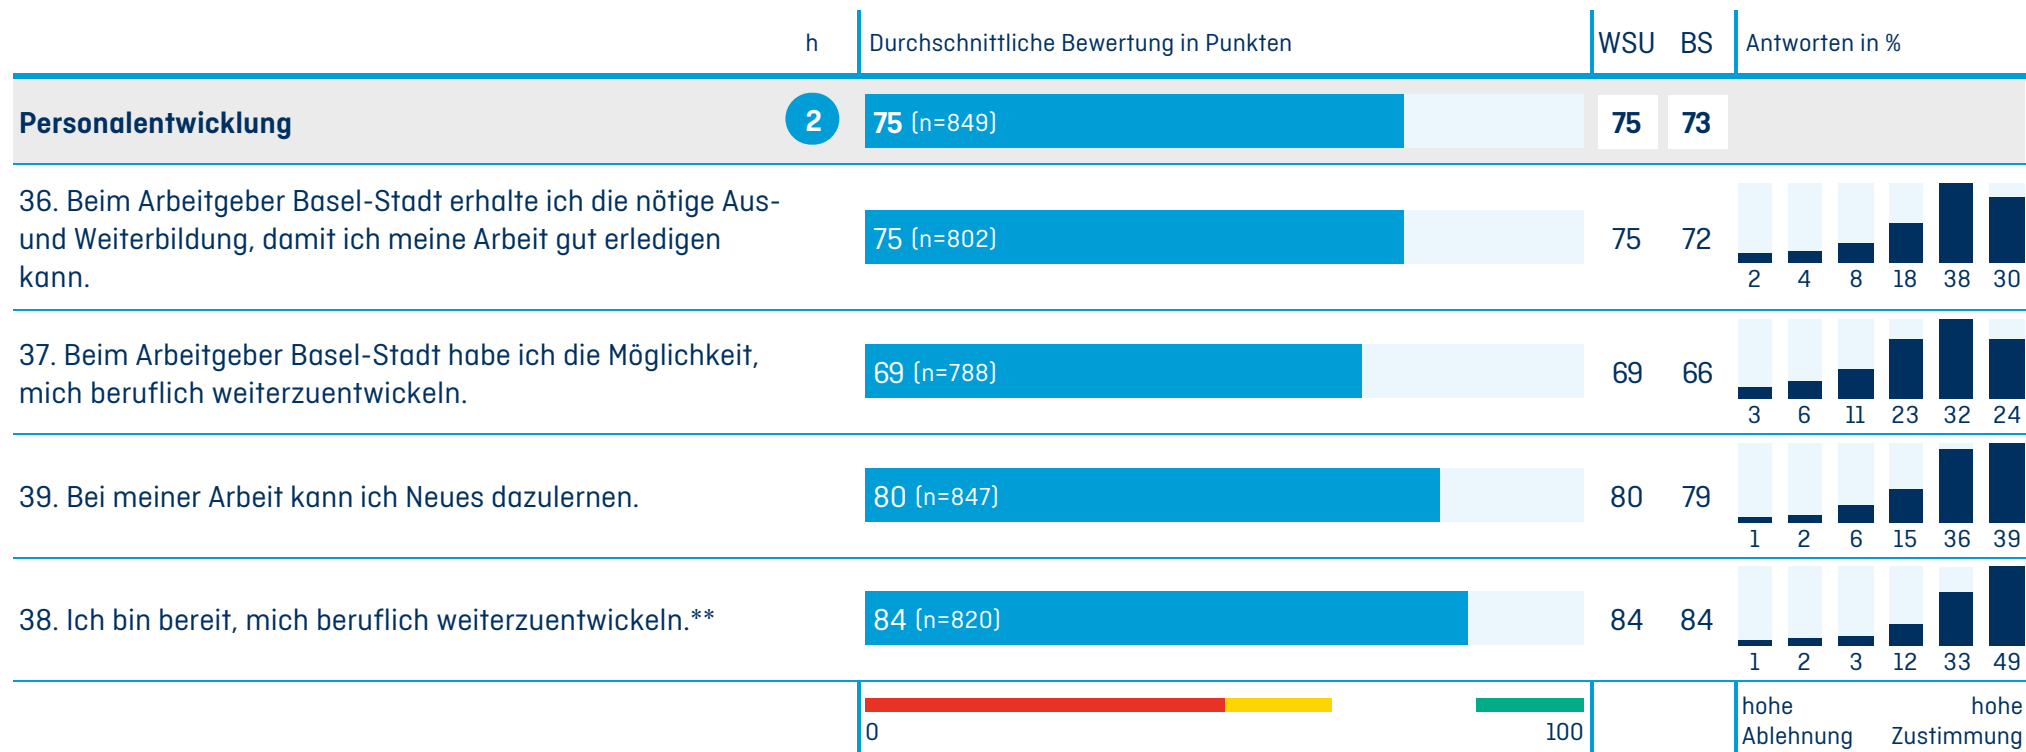 h Durchschnittliche Bewertung in Punkten WSU BS Antworten in %
Personalentwicklung 2 75 (n=849) 75 73
36. Beim Arbeitgeber Basel-Stadt erhalte ich die nötige Aus-
und Weiterbildung, damit ich meine Arbeit gut erledigen
kann.
75 (n=802) 75 72
2 4 8 18 38 30
37. Beim Arbeitgeber Basel-Stadt habe ich die Möglichkeit,
mich beruflich weiterzuentwickeln.
69 (n=788) 69 66
3 6 11 23 32 24
39. Bei meiner Arbeit kann ich Neues dazulernen. 80 (n=847) 80 79
1 2 6 15 36 39
38. Ich bin bereit, mich beruflich weiterzuentwickeln.** 84 (n=820) 84 84
1 2 3 12 33 49
0 100
hohe hohe
Ablehnung Zustimmung